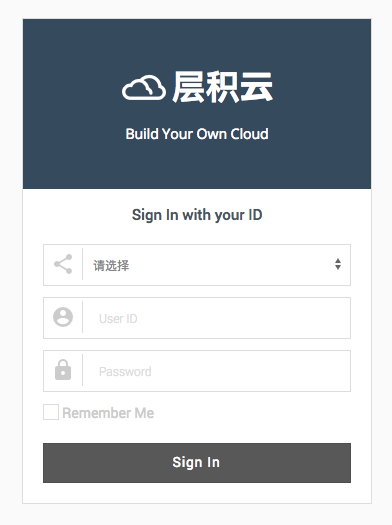 层积云
Build Your Own Cloud
Sign In with your ID
请选择
User ID
Password
Remember Me
Sign In